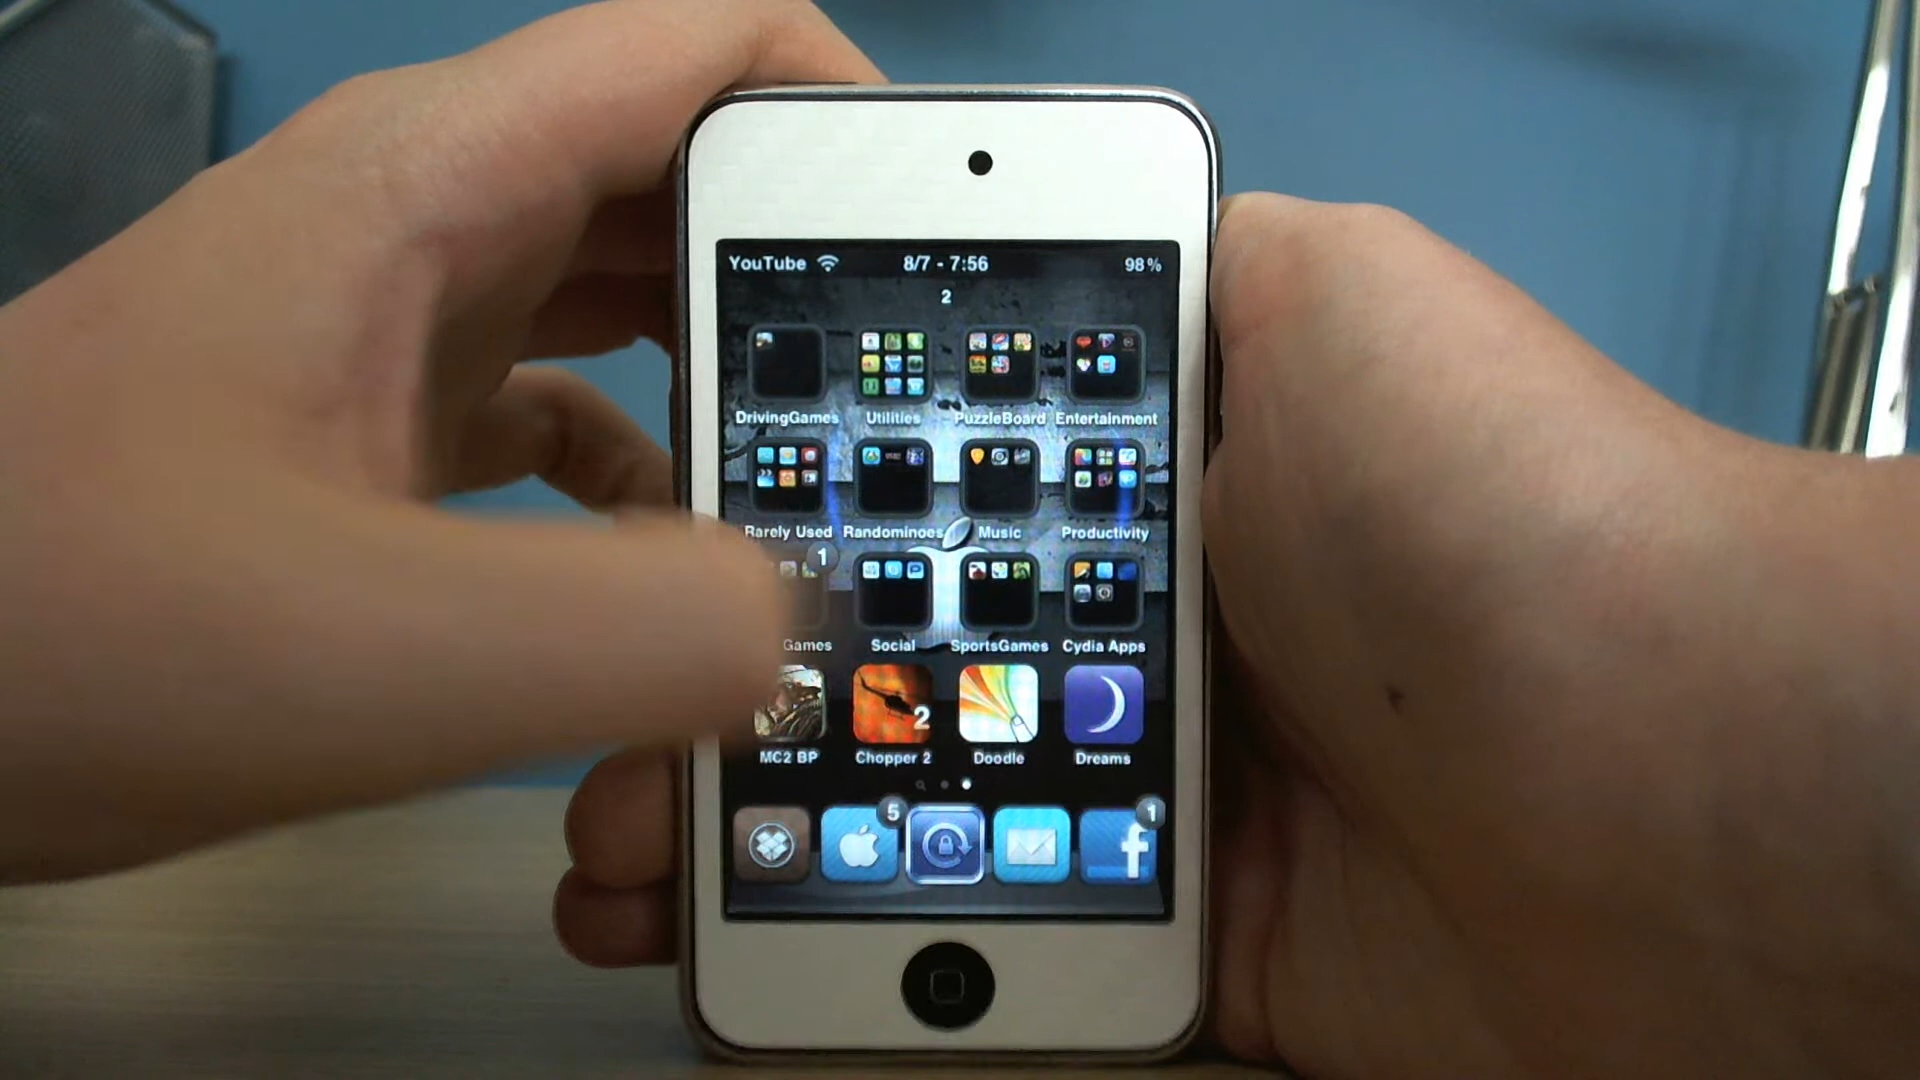 YouTube 8/7 - 7:56 98%
2
DrivingGames Utilities PuzzleBoard Entertainment
Rarely Used Randominoes Music Productivity
1
Games Social SportsGames Cydia Apps
2
MC2 BP Chopper 2 Doodle Dreams
5 1
f